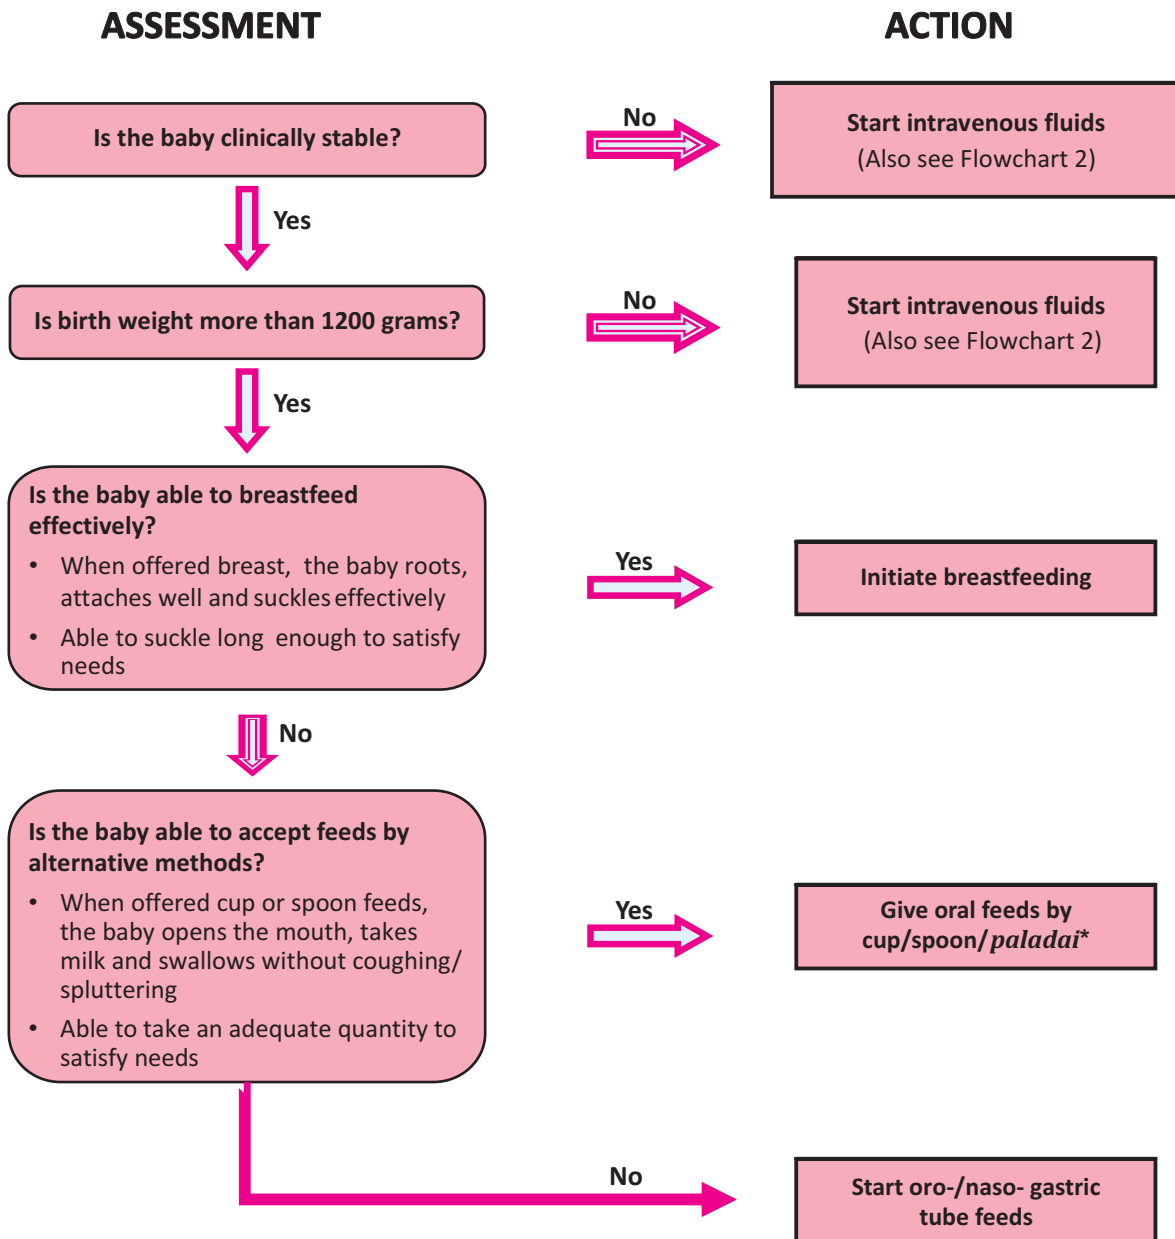 ASSESSMENT
ACTION
Is the baby clinically stable?
No
Start intravenous fluids
(Also see Flowchart 2)
Yes
Is birth weight more than 1200 grams?
No
Start intravenous fluids
(Also see Flowchart 2)
Yes
Is the baby able to breastfeed
effectively?
• When offered breast, the baby roots,
attaches well and suckles effectively
• Able to suckle long enough to satisfy
needs
Yes
Initiate breastfeeding
No
Is the baby able to accept feeds by
alternative methods?
• When offered cup or spoon feeds,
the baby opens the mouth, takes
milk and swallows without coughing/
spluttering
• Able to take an adequate quantity to
satisfy needs
Yes
Give oral feeds by
cup/spoon/paladai*
No
Start oro-/naso- gastric
tube feeds